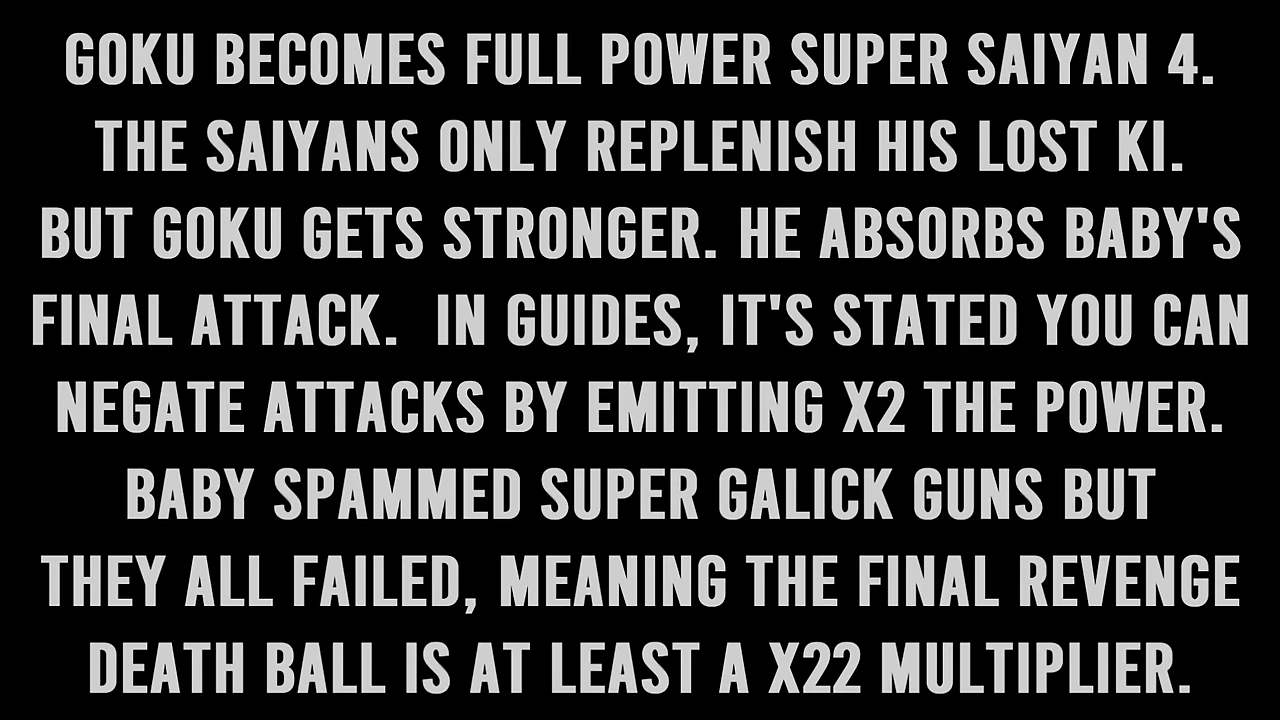 GOKU BECOMES FULL POWER SUPER SAIYAN 4.
THE SAIYANS ONLY REPLENISH HIS LOST KI.
BUT GOKU GETS STRONGER. HE ABSORBS BABY'S
FINAL ATTACK.  IN GUIDES, IT'S STATED YOU CAN
NEGATE ATTACKS BY EMITTING X2 THE POWER.
BABY SPAMMED SUPER GALICK GUNS BUT
THEY ALL FAILED, MEANING THE FINAL REVENGE
DEATH BALL IS AT LEAST A X22 MULTIPLIER.